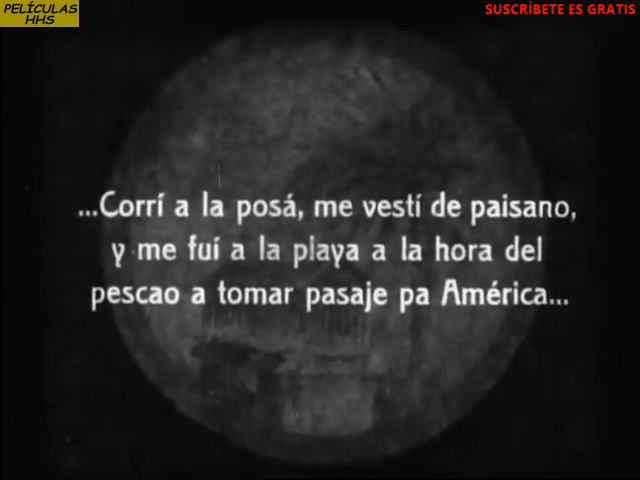 PELÍCULAS
HHS
SUSCRÍBETE ES GRATIS
...Corrí a la posá, me vestí de paisano,
y me fuí a la playa a la hora del
pescao a tomar pasaje pa América...